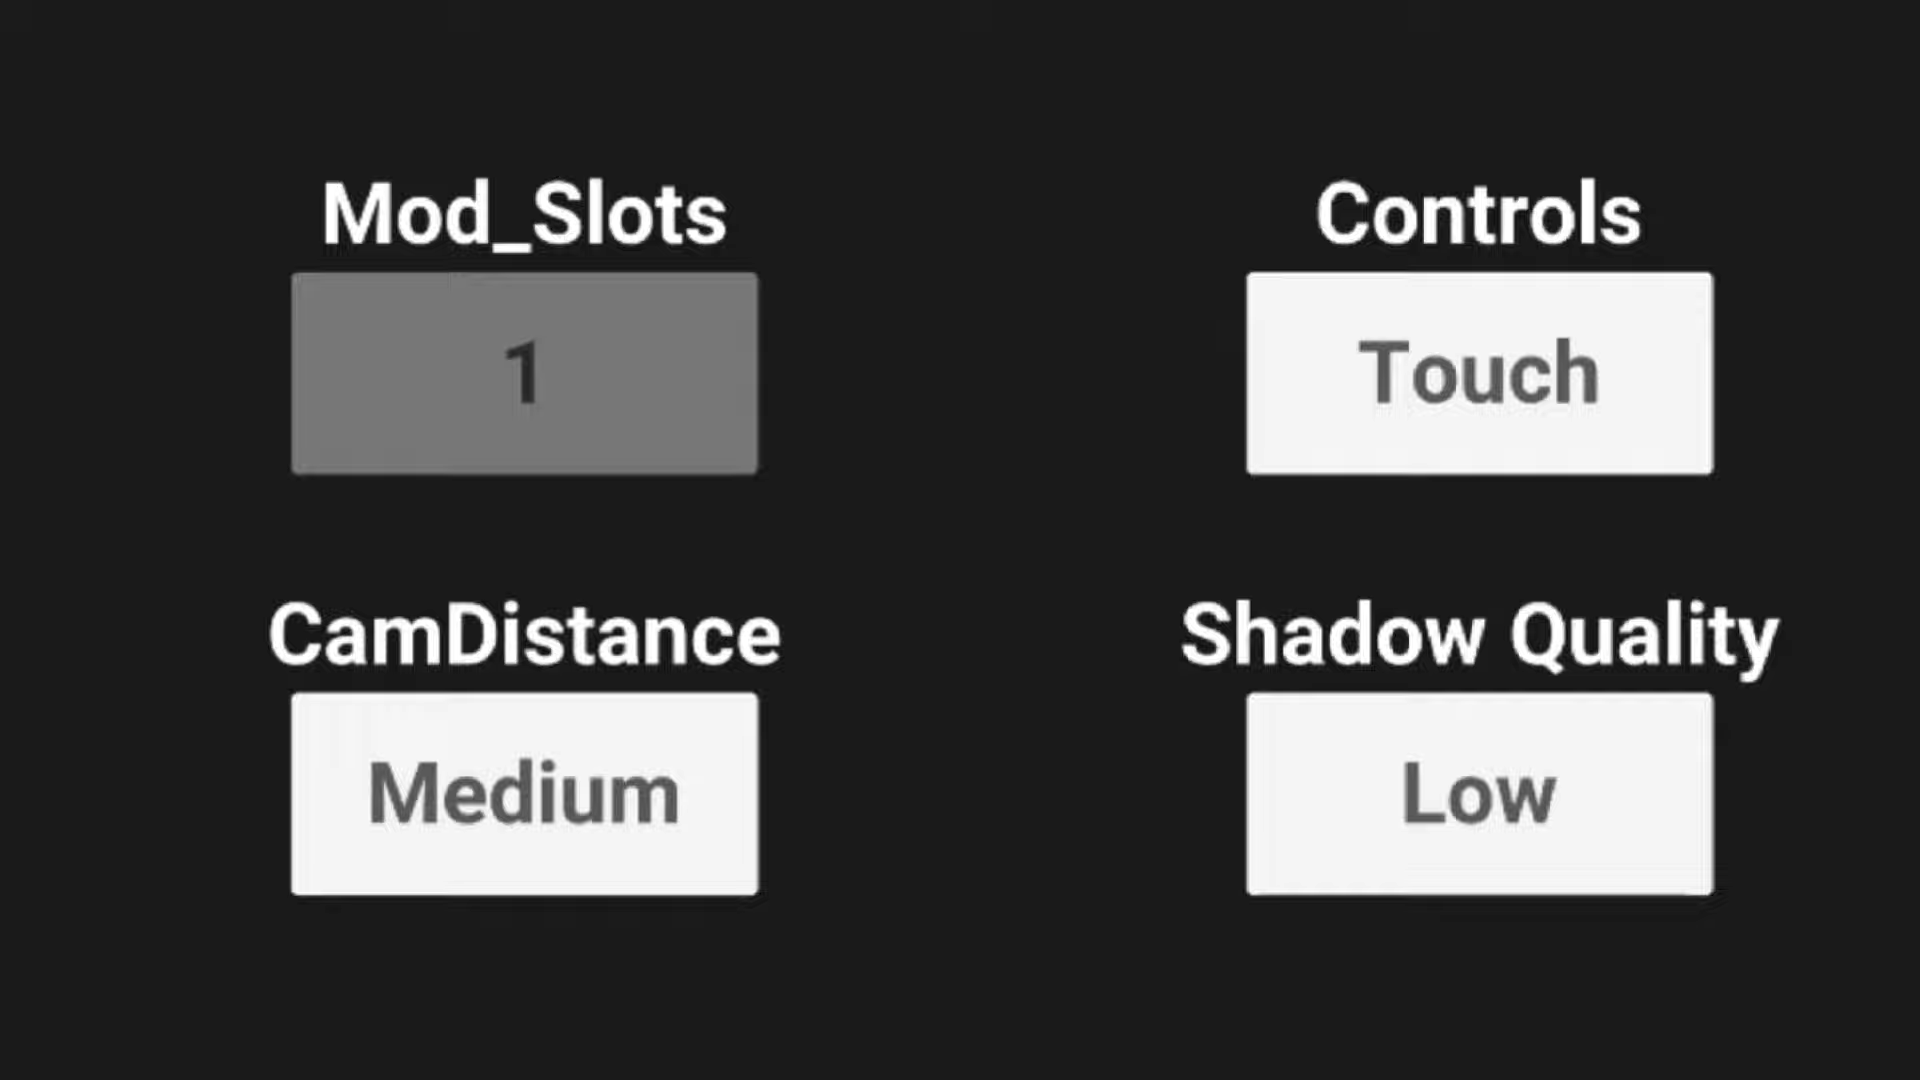 Mod_Slots
Controls
1
Touch
CamDistance
Shadow Quality
Medium
Low